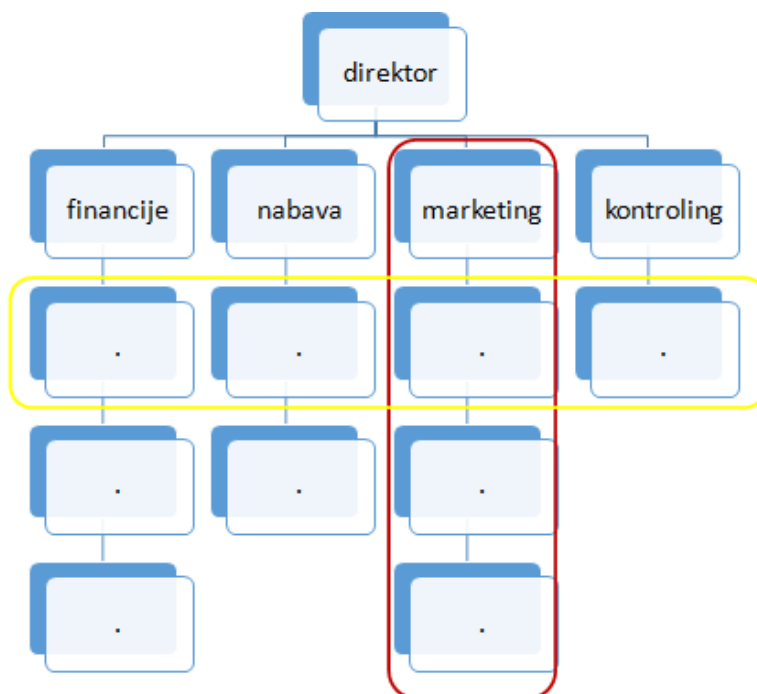 direktor
financije
nabava
marketing
kontroling
.
.
.
.
.
.
.
.
.